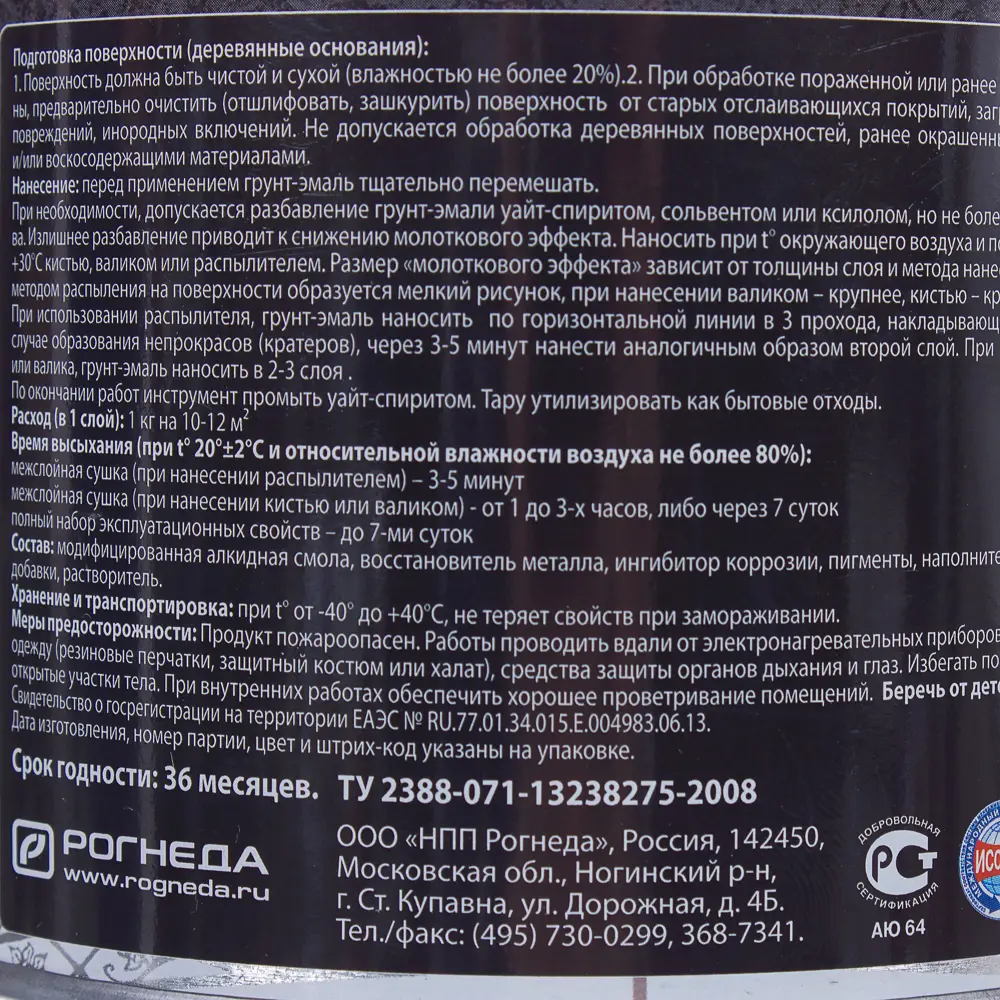 Подготовка поверхности (деревянные основания):
1. Поверхность должна быть чистой и сухой (влажностью не более 20%).2. При обработке пораженной или ранее
ны, предварительно очистить (отшлифовать, зашкурить) поверхность от старых отслаивающихся покрытий, заг
повреждений, инородных включений. Не допускается обработка деревянных поверхностей, ранее окрашенны
и/или воскосодержащими материалами.
Нанесение: перед применением грунт-эмаль тщательно перемешать.
При необходимости, допускается разбавление грунт-эмали уайт-спиритом, сольвентом или ксилолом, но не боле
ва. Излишнее разбавление приводит к снижению молоткового эффекта. Наносить при t° окружающего воздуха и по
+30°С кистью, валиком или распылителем. Размер «молоткового эффекта» зависит от толщины слоя и метода нане
методом распыления на поверхности образуется мелкий рисунок, при нанесении валиком – крупнее, кистью – кр
При использовании распылителя, грунт-эмаль наносить по горизонтальной линии в 3 прохода, накладывающ
случае образования непрокрасов (кратеров), через 3-5 минут нанести аналогичным образом второй слой. При
или валика, грунт-эмаль наносить в 2-3 слоя .
По окончании работ инструмент промыть уайт-спиритом. Тару утилизировать как бытовые отходы.
Расход (в 1 слой): 1 кг на 10-12 м²
Время высыхания (при t° 20°±2°С и относительной влажности воздуха не более 80%):
межслойная сушка (при нанесении распылителем) – 3-5 минут
межслойная сушка (при нанесении кистью или валиком) - от 1 до 3-х часов, либо через 7 суток
полный набор эксплуатационных свойств – до 7-ми суток
Состав: модифицированная алкидная смола, восстановитель металла, ингибитор коррозии, пигменты, наполните
добавки, растворитель.
Хранение и транспортировка: при t° от -40° до +40°С, не теряет свойств при замораживании.
Меры предосторожности: Продукт пожароопасен. Работы проводить вдали от электронагревательных приборов
одежду (резиновые перчатки, защитный костюм или халат), средства защиты органов дыхания и глаз. Избегать по
открытые участки тела. При внутренних работах обеспечить хорошее проветривание помещений. Беречь от дете
Свидетельство о госрегистрации на территории ЕАЭС № RU.77.01.34.015.E.004983.06.13.
Дата изготовления, номер партии, цвет и штрих-код указаны на упаковке.
Срок годности: 36 месяцев. ТУ 2388-071-13238275-2008
РОГНЕДА
www.rogneda.ru
ООО «НПП Рогнеда», Россия, 142450,
Московская обл., Ногинский р-н,
г. Ст. Купавна, ул. Дорожная, д. 4Б.
Тел./факс: (495) 730-0299, 368-7341.
ДОБРОВОЛЬНАЯ
РСТ
СЕРТИФИКАЦИЯ
АЮ 64
МЕЖДУНАРОДНЫЙ
ИСО